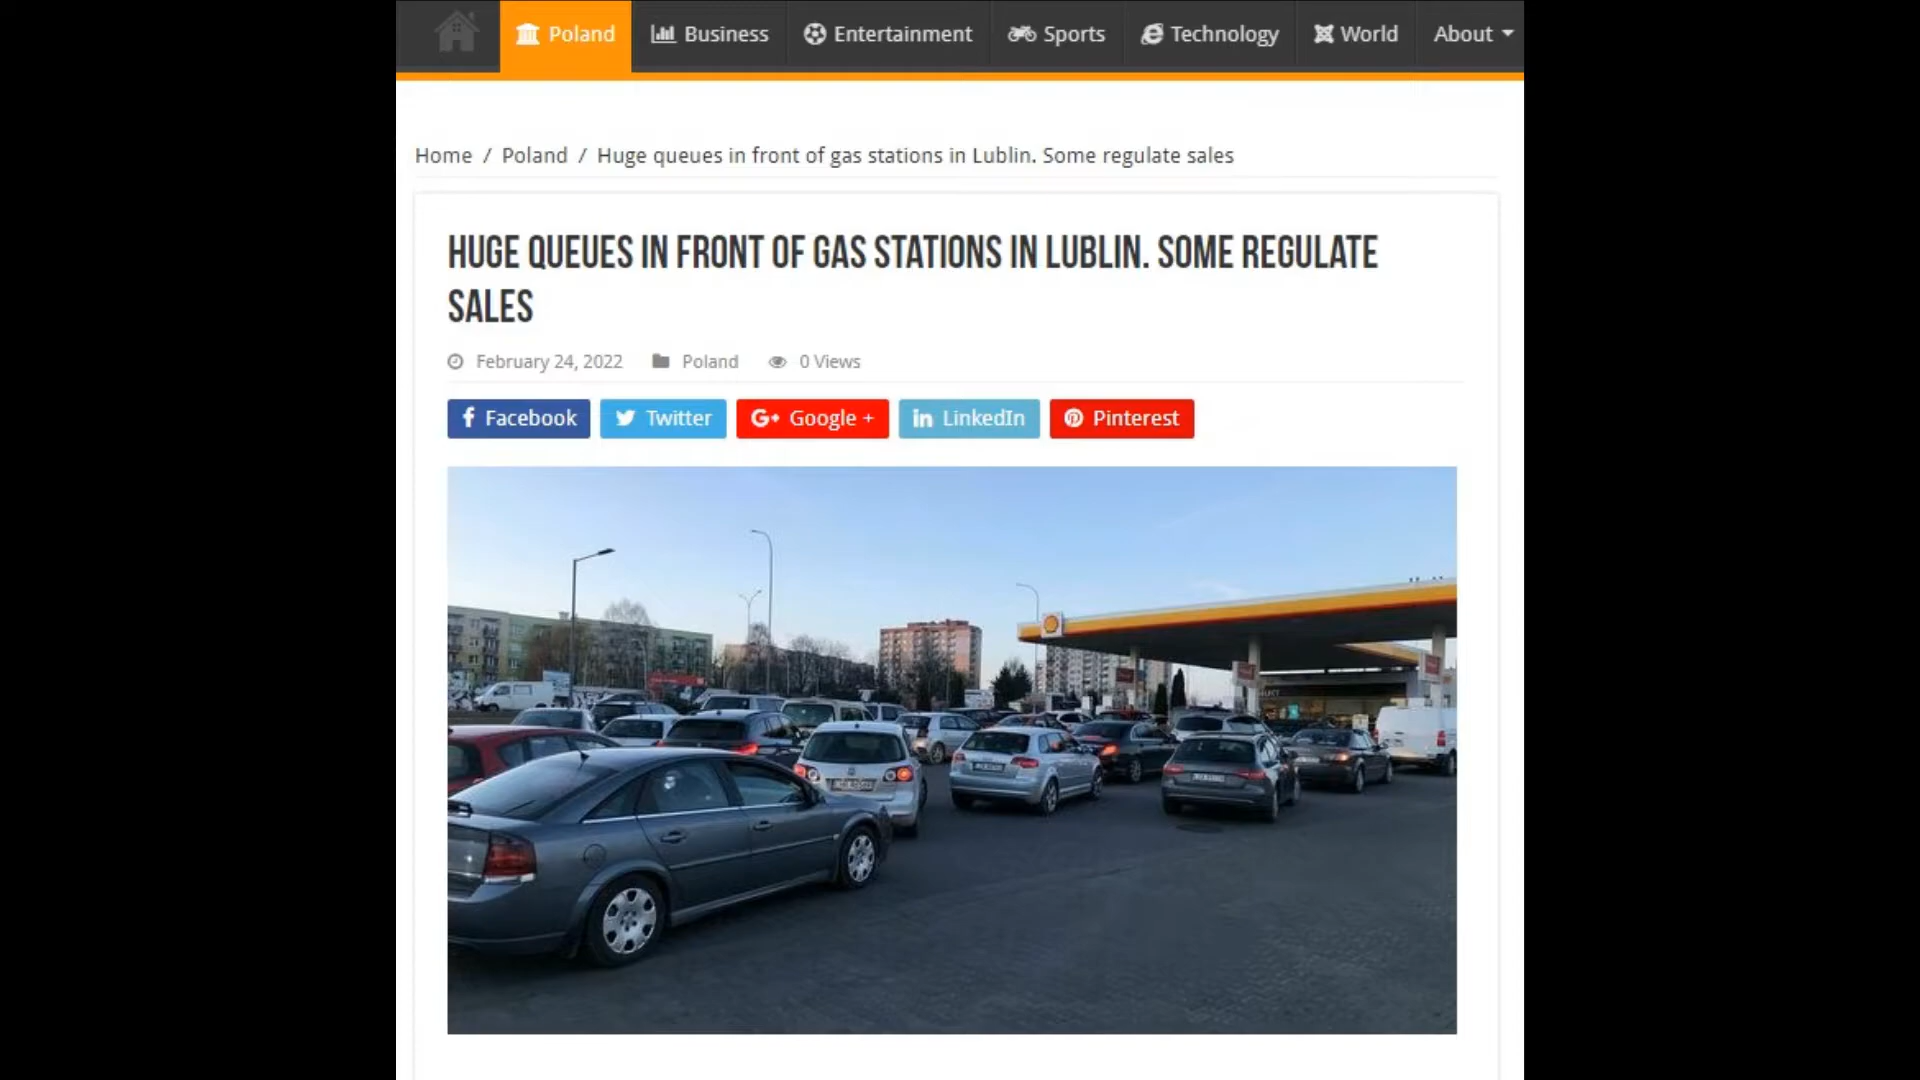 Poland Business Entertainment Sports Technology World About
Home / Poland / Huge queues in front of gas stations in Lublin. Some regulate sales
HUGE QUEUES IN FRONT OF GAS STATIONS IN LUBLIN. SOME REGULATE
SALES
February 24, 2022 Poland 0 Views
Facebook Twitter G+ Google + in LinkedIn Pinterest